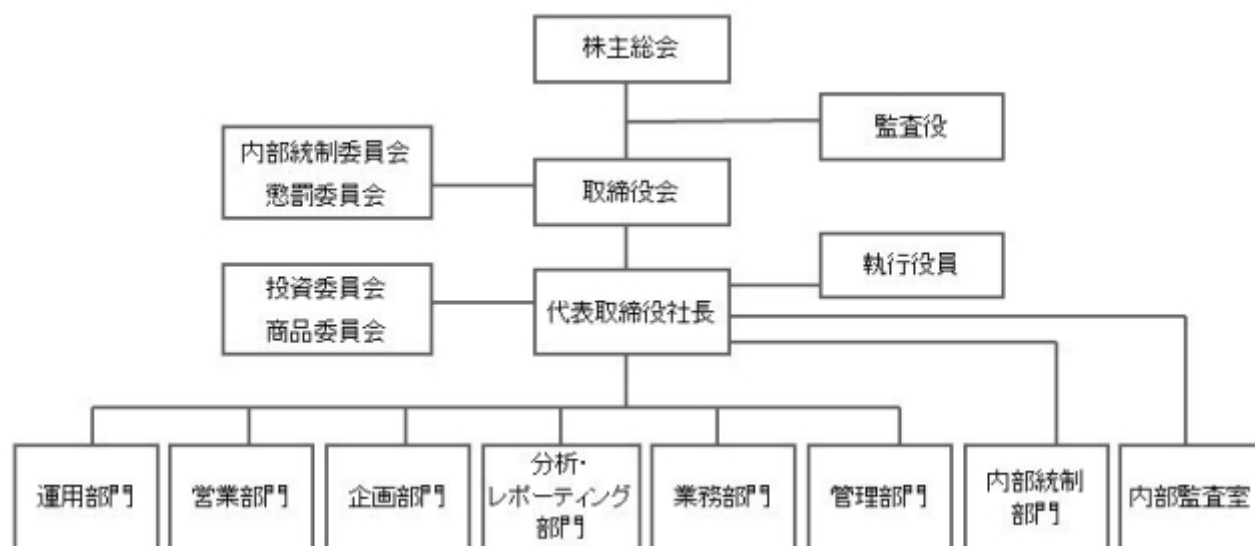 株主総会
監査役
内部統制委員会
懲罰委員会
取締役会
執行役員
投資委員会
商品委員会
代表取締役社長
運用部門
営業部門
企画部門
分析・
レポーティング
部門
業務部門
管理部門
内部統制
部門
内部監査室